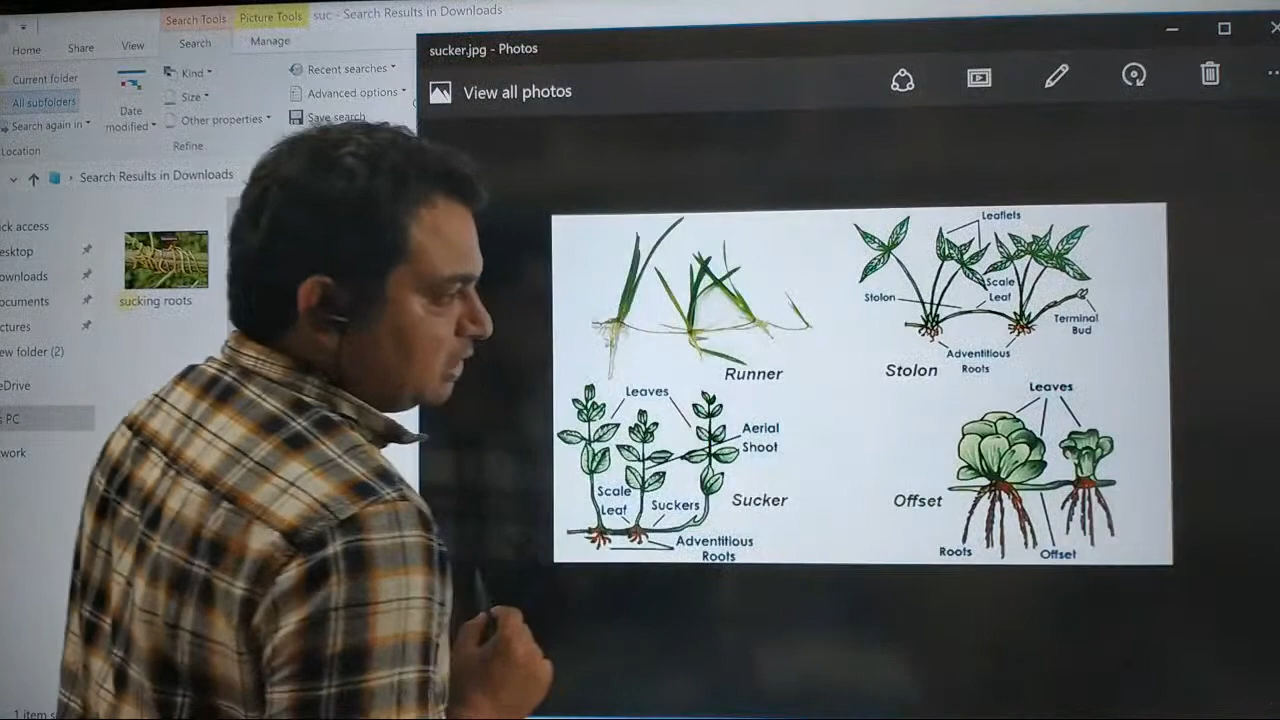 Search Tools
Picture Tools
suc - Search Results in Downloads
Home
Share
View
Search
Manage
Current folder
All subfolders
Search again in
Location
Date
modified
Kind
Size
Other properties
Refine
Recent searches
Advanced options
Save search
Search Results in Downloads
ick access
esktop
ownloads
ocuments
ctures
ew folder (2)
eDrive
s PC
work
sucking roots
1 item s
sucker.jpg - Photos
View all photos
Runner
Leaflets
Stolon
Scale
Leaf
Terminal
Bud
Adventitious
Roots
Stolon
Leaves
Aerial
Shoot
Scale
Leaf
Suckers
Sucker
Adventitious
Roots
Leaves
Offset
Roots
Offset